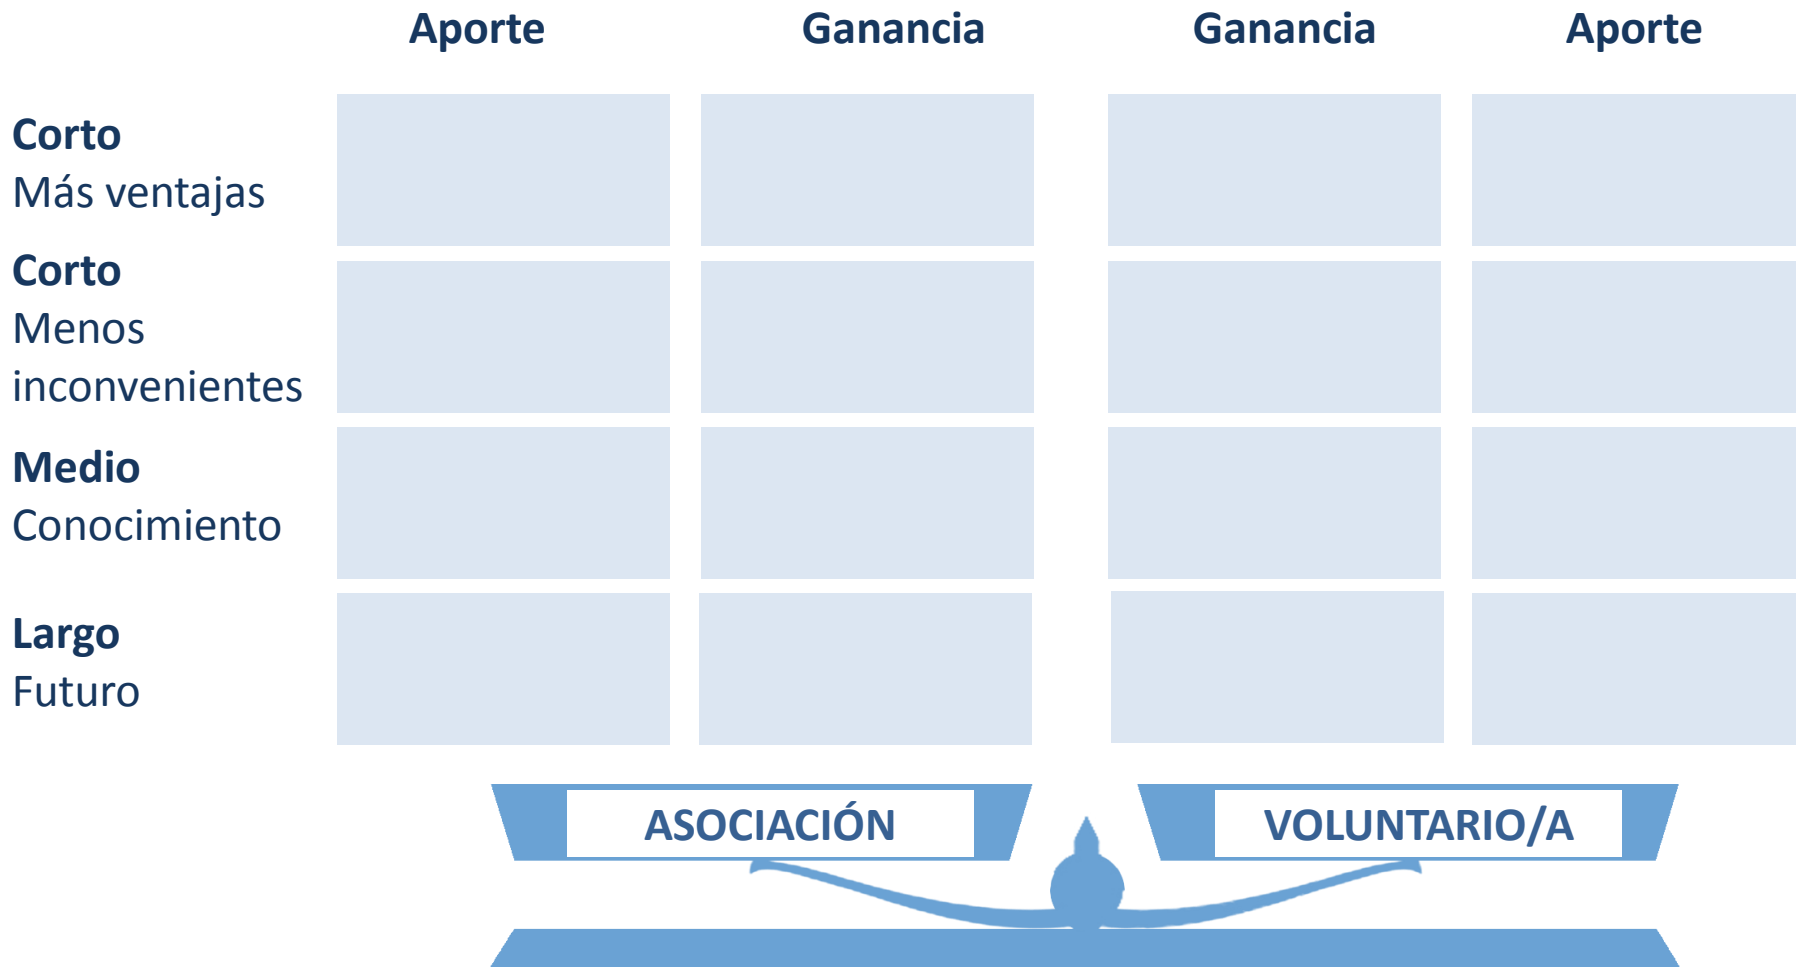 Aporte Ganancia Ganancia Aporte
Corto
Más ventajas
Corto
Menos
inconvenientes
Medio
Conocimiento
Largo
Futuro
ASOCIACIÓN VOLUNTARIO/A